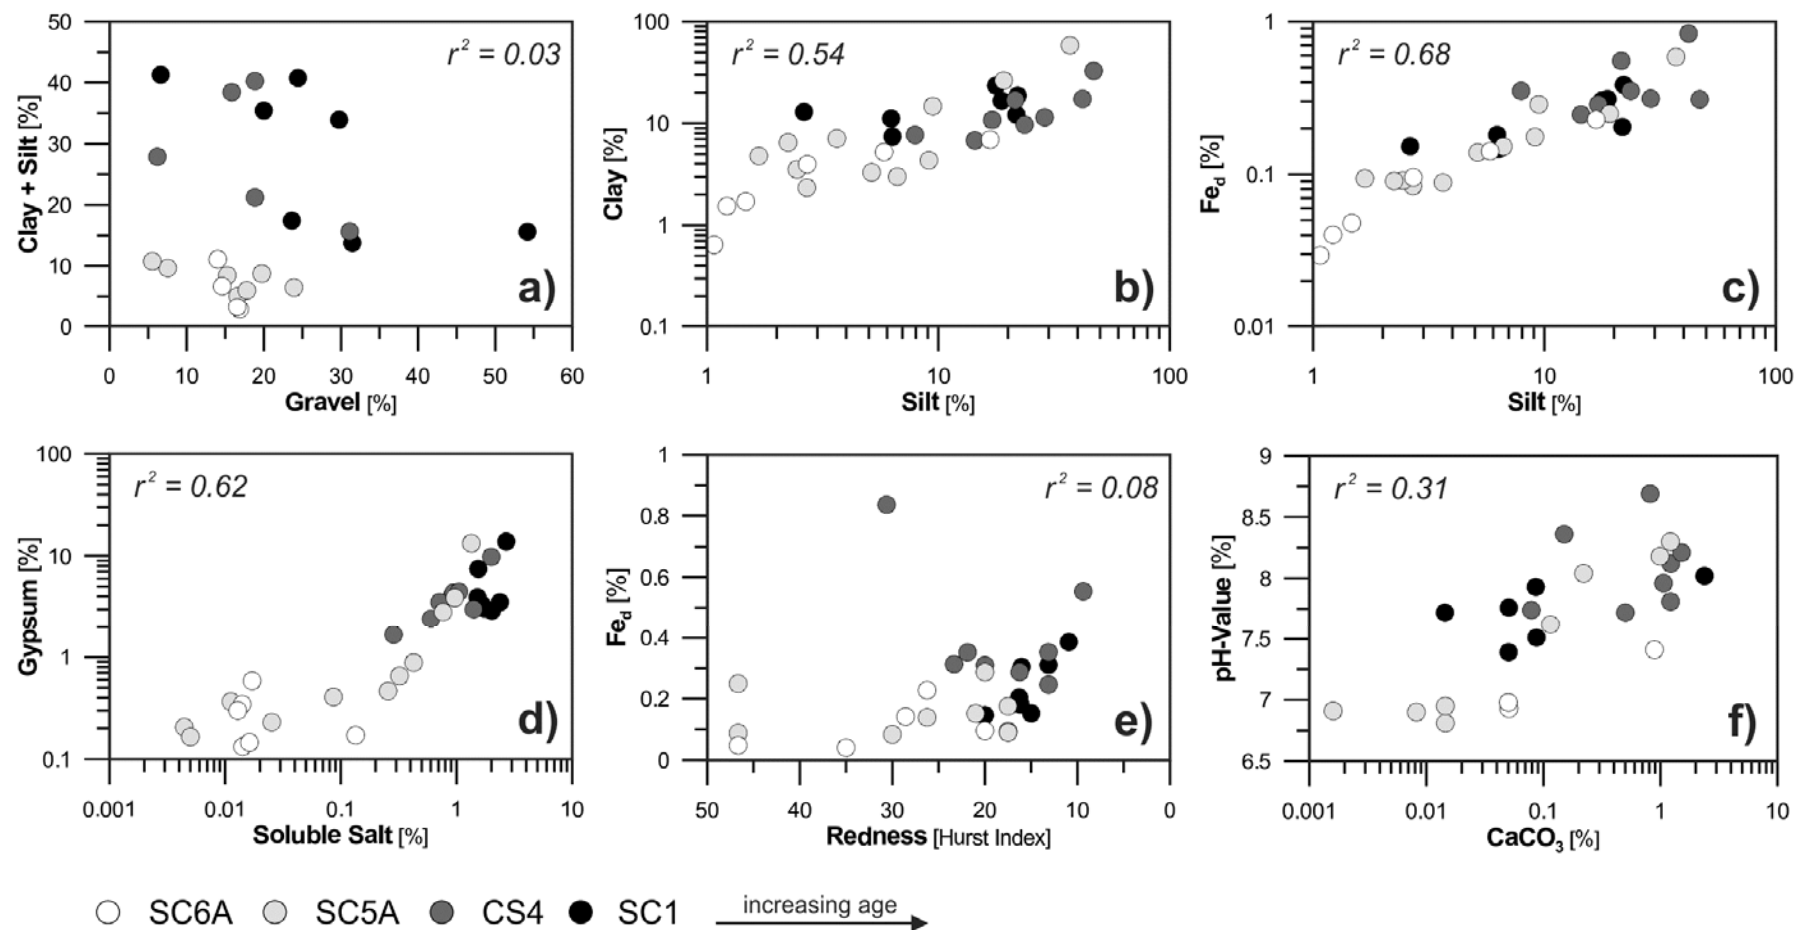 50
40
30
20
10
0
Clay + Silt [%]
r² = 0.03
a)
0 10 20 30 40 50 60
Gravel [%]
100
10
1
0.1
Clay [%]
r² = 0.54
b)
1 10 100
Silt [%]
1
0.1
0.01
Fed [%]
r² = 0.68
c)
1 10 100
Silt [%]
100
10
1
0.1
Gypsum [%]
r² = 0.62
d)
0.001 0.01 0.1 1 10
Soluble Salt [%]
1
0.8
0.6
0.4
0.2
0
Fed [%]
r² = 0.08
e)
50 40 30 20 10 0
Redness [Hurst Index]
9
8.5
8
7.5
7
6.5
pH-Value [%]
r² = 0.31
f)
0.001 0.01 0.1 1 10
CaCO₃ [%]
SC6A SC5A CS4 SC1 increasing age